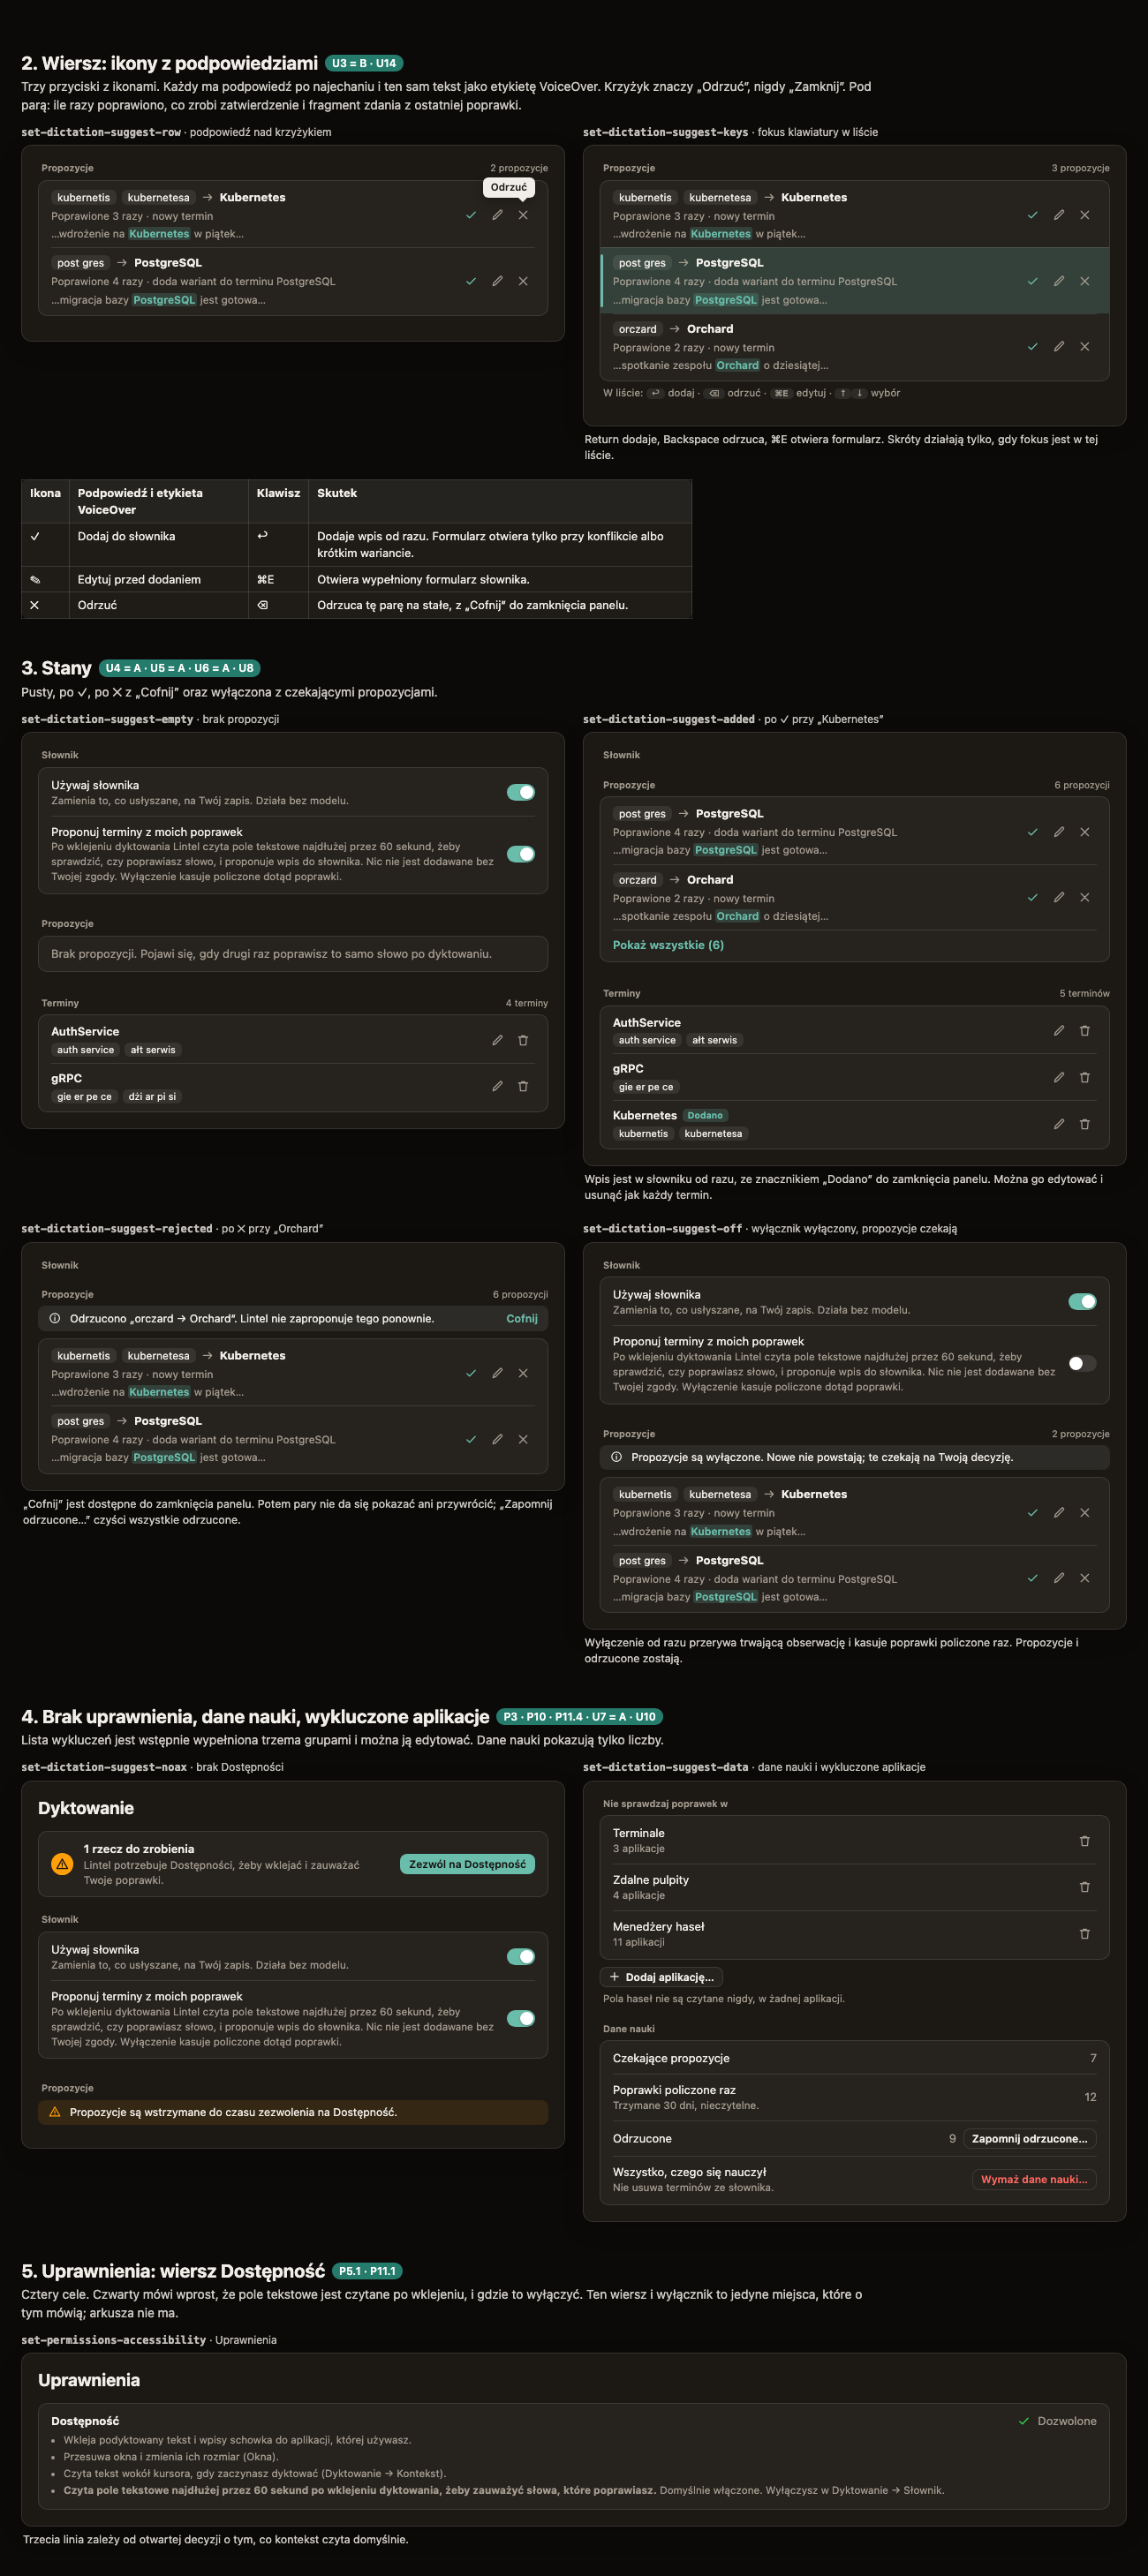 2. Wiersz: ikony z podpowiedziami U3 = B · U14
Trzy przyciski z ikonami. Każdy ma podpowiedź po najechaniu i ten sam tekst jako etykietę VoiceOver. Krzyżyk znaczy „Odrzuć”, nigdy „Zamknij”. Pod
parą: ile razy poprawiono, co zrobi zatwierdzenie i fragment zdania z ostatniej poprawki.
set-dictation-suggest-row · podpowiedź nad krzyżykiem
Propozycje 2 propozycje
Odrzuć
kubernetis kubernetesa → Kubernetes
Poprawione 3 razy · nowy termin
…wdrożenie na Kubernetes w piątek…
post gres → PostgreSQL
Poprawione 4 razy · doda wariant do terminu PostgreSQL
…migracja bazy PostgreSQL jest gotowa…
set-dictation-suggest-keys · fokus klawiatury w liście
Propozycje 3 propozycje
kubernetis kubernetesa → Kubernetes
Poprawione 3 razy · nowy termin
…wdrożenie na Kubernetes w piątek…
post gres → PostgreSQL
Poprawione 4 razy · doda wariant do terminu PostgreSQL
…migracja bazy PostgreSQL jest gotowa…
orczard → Orchard
Poprawione 2 razy · nowy termin
…spotkanie zespołu Orchard o dziesiątej…
W liście: ↩ dodaj · ⌫ odrzuć · ⌘E edytuj · ↑ ↓ wybór
Return dodaje, Backspace odrzuca, ⌘E otwiera formularz. Skróty działają tylko, gdy fokus jest w tej
liście.
Ikona Podpowiedź i etykieta VoiceOver Klawisz Skutek
✓ Dodaj do słownika ↩ Dodaje wpis od razu. Formularz otwiera tylko przy konflikcie albo
krótkim wariancie.
✎ Edytuj przed dodaniem ⌘E Otwiera wypełniony formularz słownika.
✕ Odrzuć ⌫ Odrzuca tę parę na stałe, z „Cofnij” do zamknięcia panelu.
3. Stany U4 = A · U5 = A · U6 = A · U8
Pusty, po ✓, po ✕ z „Cofnij” oraz wyłączona z czekającymi propozycjami.
set-dictation-suggest-empty · brak propozycji
Słownik
Używaj słownika
Zamienia to, co usłyszane, na Twój zapis. Działa bez modelu.
Proponuj terminy z moich poprawek
Po wklejeniu dyktowania Lintel czyta pole tekstowe najdłużej przez 60 sekund, żeby
sprawdzić, czy poprawiasz słowo, i proponuje wpis do słownika. Nic nie jest dodawane bez
Twojej zgody. Wyłączenie kasuje policzone dotąd poprawki.
Propozycje
Brak propozycji. Pojawi się, gdy drugi raz poprawisz to samo słowo po dyktowaniu.
Terminy 4 terminy
AuthService
auth service ałt serwis
gRPC
gie er pe ce dżi ar pi si
set-dictation-suggest-added · po ✓ przy „Kubernetes”
Słownik
Propozycje 6 propozycji
post gres → PostgreSQL
Poprawione 4 razy · doda wariant do terminu PostgreSQL
…migracja bazy PostgreSQL jest gotowa…
orczard → Orchard
Poprawione 2 razy · nowy termin
…spotkanie zespołu Orchard o dziesiątej…
Pokaż wszystkie (6)
Terminy 5 terminów
AuthService
auth service ałt serwis
gRPC
gie er pe ce
Kubernetes Dodano
kubernetis kubernetesa
Wpis jest w słowniku od razu, ze znacznikiem „Dodano” do zamknięcia panelu. Można go edytować i
usunąć jak każdy termin.
set-dictation-suggest-rejected · po ✕ przy „Orchard”
Słownik
Propozycje 6 propozycji
Odrzucono „orczard → Orchard”. Lintel nie zaproponuje tego ponownie. Cofnij
kubernetis kubernetesa → Kubernetes
Poprawione 3 razy · nowy termin
…wdrożenie na Kubernetes w piątek…
post gres → PostgreSQL
Poprawione 4 razy · doda wariant do terminu PostgreSQL
…migracja bazy PostgreSQL jest gotowa…
„Cofnij” jest dostępne do zamknięcia panelu. Potem pary nie da się pokazać ani przywrócić; „Zapomnij
odrzucone…” czyści wszystkie odrzucone.
set-dictation-suggest-off · wyłącznik wyłączony, propozycje czekają
Słownik
Używaj słownika
Zamienia to, co usłyszane, na Twój zapis. Działa bez modelu.
Proponuj terminy z moich poprawek
Po wklejeniu dyktowania Lintel czyta pole tekstowe najdłużej przez 60 sekund, żeby
sprawdzić, czy poprawiasz słowo, i proponuje wpis do słownika. Nic nie jest dodawane bez
Twojej zgody. Wyłączenie kasuje policzone dotąd poprawki.
Propozycje 2 propozycje
Propozycje są wyłączone. Nowe nie powstają; te czekają na Twoją decyzję.
kubernetis kubernetesa → Kubernetes
Poprawione 3 razy · nowy termin
…wdrożenie na Kubernetes w piątek…
post gres → PostgreSQL
Poprawione 4 razy · doda wariant do terminu PostgreSQL
…migracja bazy PostgreSQL jest gotowa…
Wyłączenie od razu przerywa trwającą obserwację i kasuje poprawki policzone raz. Propozycje i
odrzucone zostają.
4. Brak uprawnienia, dane nauki, wykluczone aplikacje P3 · P10 · P11.4 · U7 = A · U10
Lista wykluczeń jest wstępnie wypełniona trzema grupami i można ją edytować. Dane nauki pokazują tylko liczby.
set-dictation-suggest-noax · brak Dostępności
Dyktowanie
1 rzecz do zrobienia
Lintel potrzebuje Dostępności, żeby wklejać i zauważać
Twoje poprawki.
Zezwól na Dostępność
Słownik
Używaj słownika
Zamienia to, co usłyszane, na Twój zapis. Działa bez modelu.
Proponuj terminy z moich poprawek
Po wklejeniu dyktowania Lintel czyta pole tekstowe najdłużej przez 60 sekund, żeby
sprawdzić, czy poprawiasz słowo, i proponuje wpis do słownika. Nic nie jest dodawane bez
Twojej zgody. Wyłączenie kasuje policzone dotąd poprawki.
Propozycje
Propozycje są wstrzymane do czasu zezwolenia na Dostępność.
set-dictation-suggest-data · dane nauki i wykluczone aplikacje
Nie sprawdzaj poprawek w
Terminale
3 aplikacje
Zdalne pulpity
4 aplikacje
Menedżery haseł
11 aplikacji
+ Dodaj aplikację…
Pola haseł nie są czytane nigdy, w żadnej aplikacji.
Dane nauki
Czekające propozycje 7
Poprawki policzone raz 12
Trzymane 30 dni, nieczytelne.
Odrzucone 9 Zapomnij odrzucone…
Wszystko, czego się nauczył
Nie usuwa terminów ze słownika.
Wymaż dane nauki…
5. Uprawnienia: wiersz Dostępność P5.1 · P11.1
Cztery cele. Czwarty mówi wprost, że pole tekstowe jest czytane po wklejeniu, i gdzie to wyłączyć. Ten wiersz i wyłącznik to jedyne miejsca, które o
tym mówią; arkusza nie ma.
set-permissions-accessibility · Uprawnienia
Uprawnienia
Dostępność ✓ Dozwolone
• Wkleja podyktowany tekst i wpisy schowka do aplikacji, której używasz.
• Przesuwa okna i zmienia ich rozmiar (Okna).
• Czyta tekst wokół kursora, gdy zaczynasz dyktować (Dyktowanie → Kontekst).
• Czyta pole tekstowe najdłużej przez 60 sekund po wklejeniu dyktowania, żeby zauważyć słowa, które poprawiasz. Domyślnie włączone. Wyłączysz w Dyktowanie → Słownik.
Trzecia linia zależy od otwartej decyzji o tym, co kontekst czyta domyślnie.